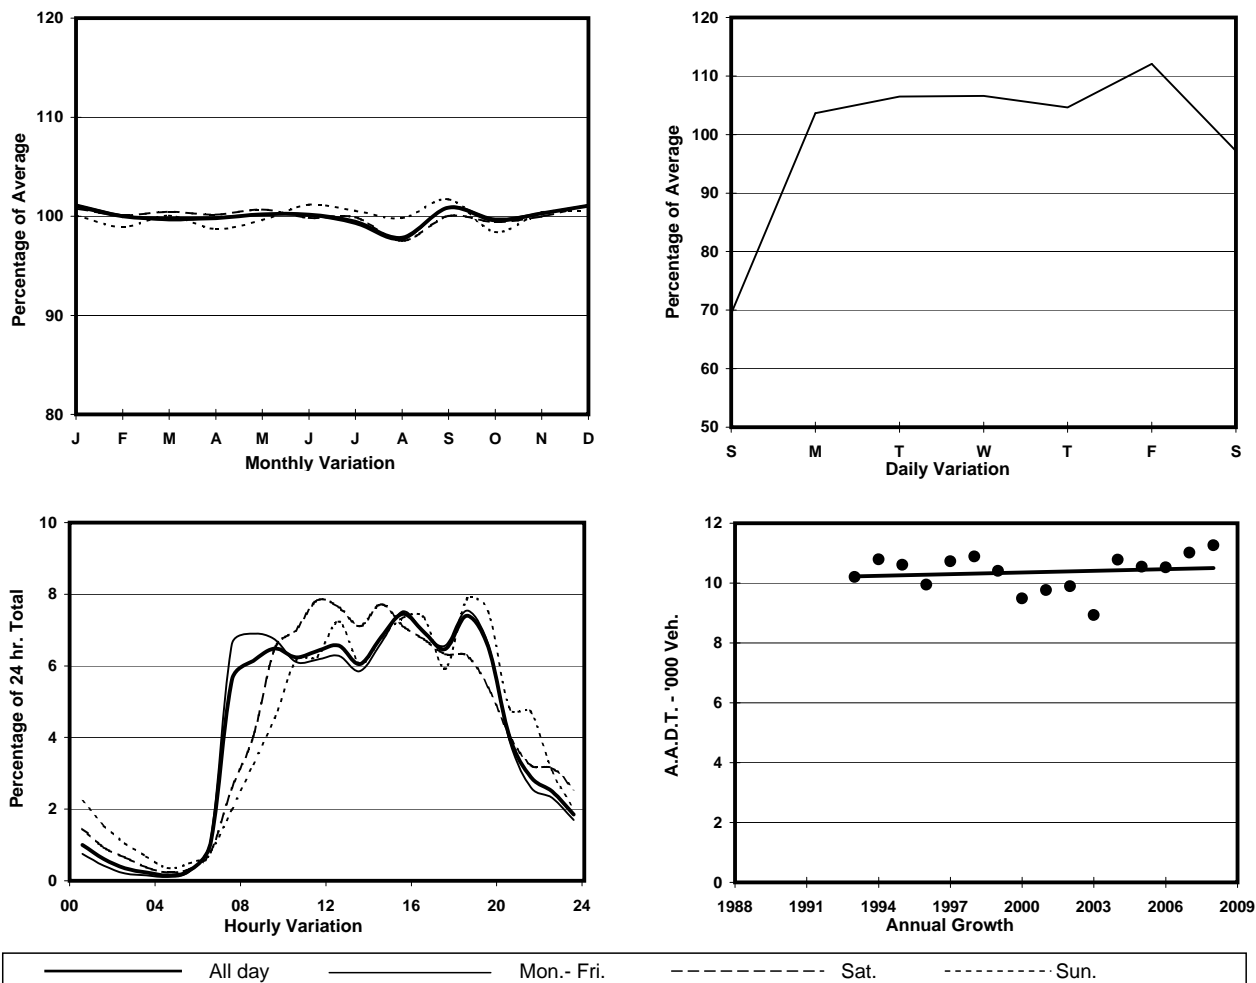 120
110
100
90
80
Percentage of Average
J F M A M J J A S O N D
Monthly Variation
120
110
100
90
80
70
60
50
Percentage of Average
S M T W T F S
Daily Variation
10
8
6
4
2
0
Percentage of 24 hr. Total
00 04 08 12 16 20 24
Hourly Variation
12
10
8
6
4
2
0
A.A.D.T. - '000 Veh.
1988 1991 1994 1997 2000 2003 2006 2009
Annual Growth
All day Mon.- Fri. Sat. Sun.